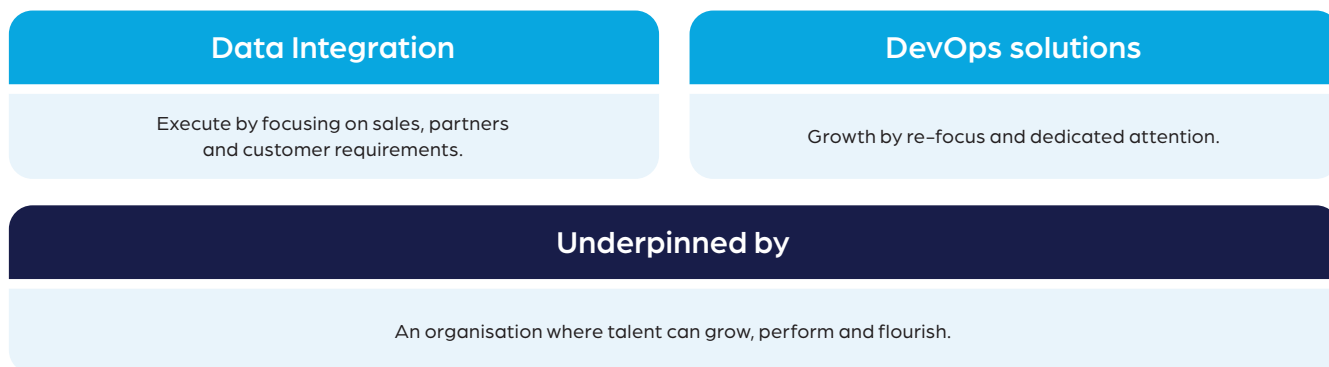 Data Integration
Execute by focusing on sales, partners
and customer requirements.
DevOps solutions
Growth by re-focus and dedicated attention.
Underpinned by
An organisation where talent can grow, perform and flourish.